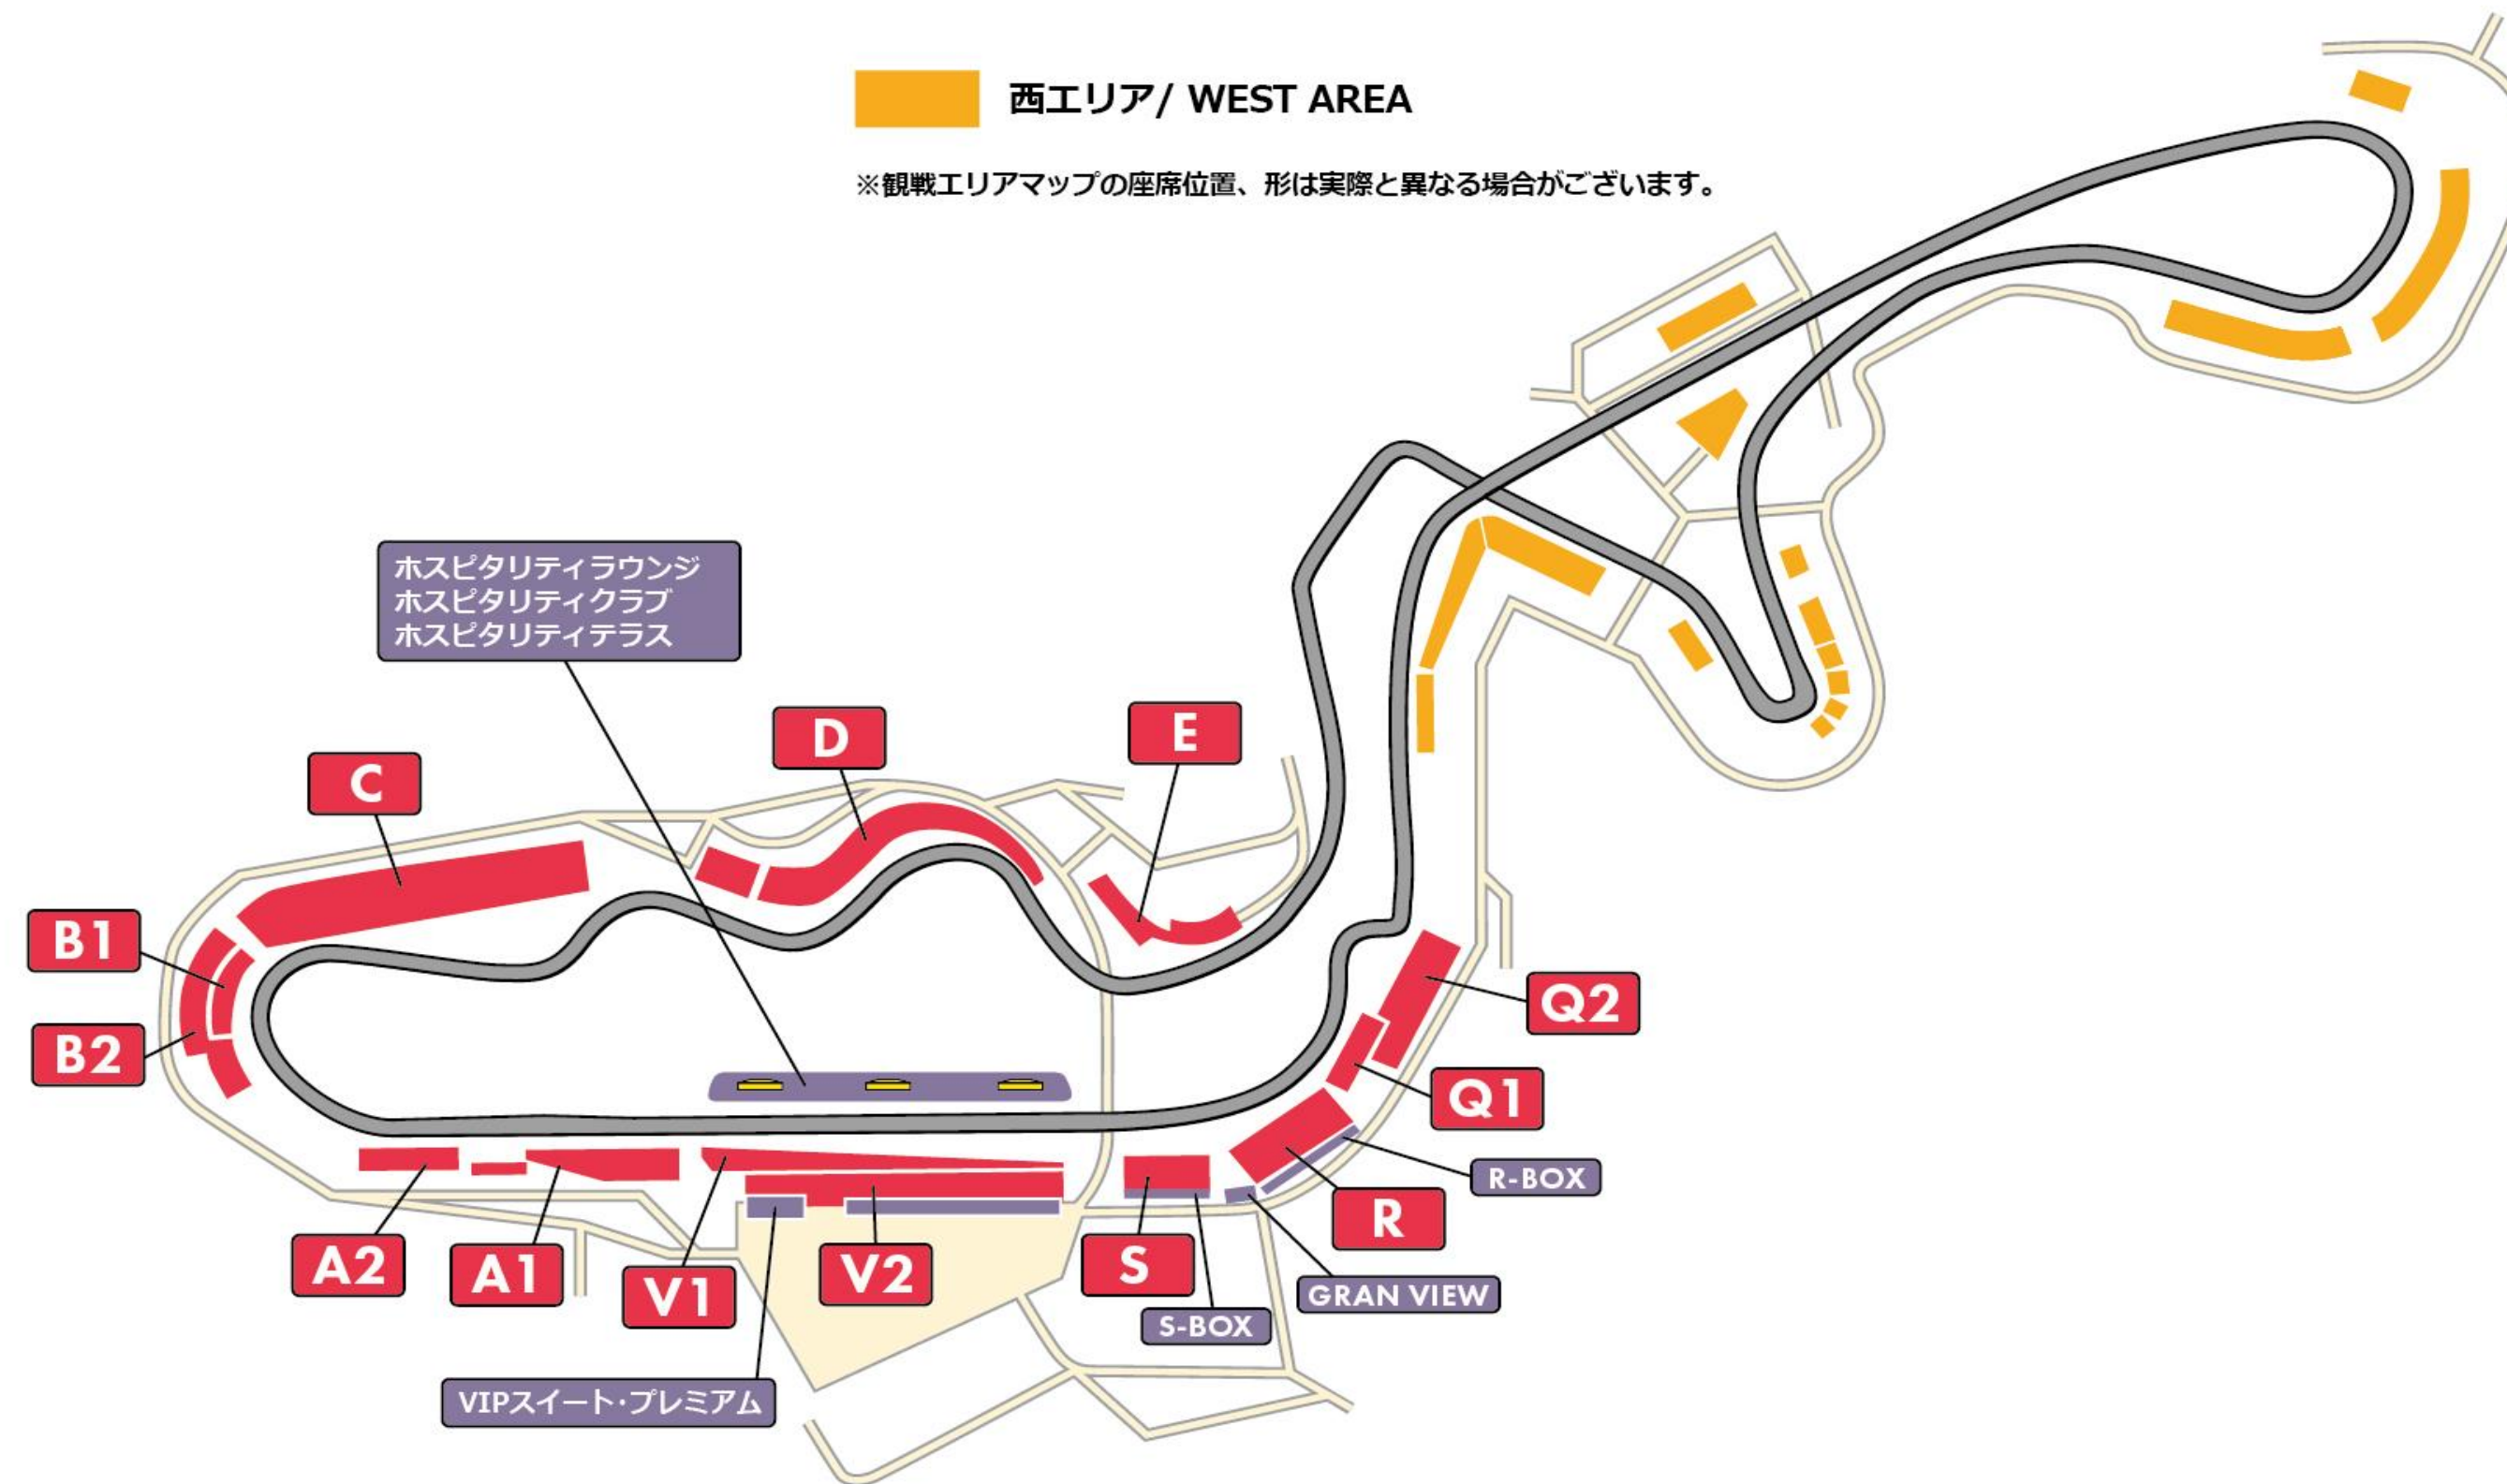 西エリア/ WEST AREA
※観戦エリアマップの座席位置、形は実際と異なる場合がございます。
ホスピタリティラウンジ
ホスピタリティクラブ
ホスピタリティテラス
D
E
C
B1
Q2
B2
Q1
R-BOX
R
A2
A1
V1
V2
S
GRAN VIEW
S-BOX
VIPスイート・プレミアム